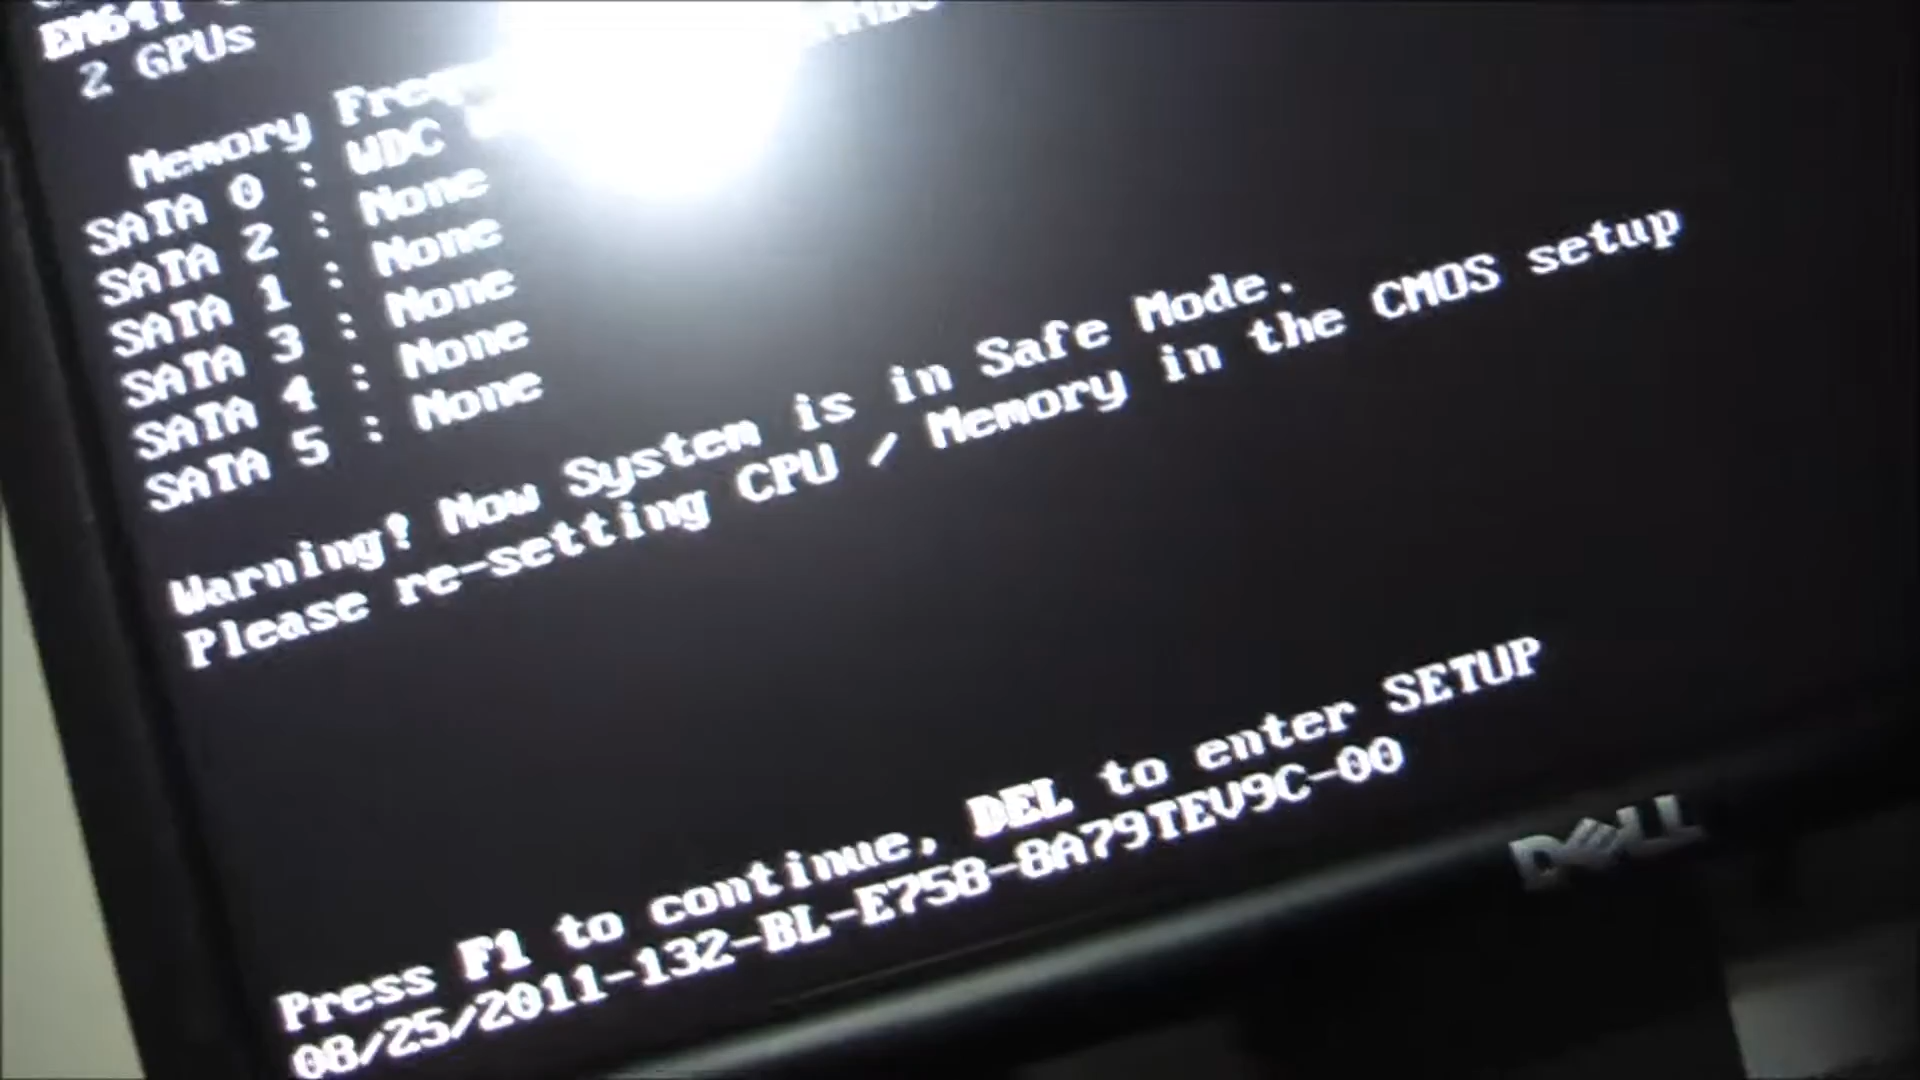 EM64T
2 GPUs
Memory
SATA 0 : WDC
SATA 2 : None
SATA 1 : None
SATA 3 : None
SATA 4 : None
SATA 5 : None
Warning! Now System is in Safe Mode.
Please re-setting CPU / Memory in the CMOS setup
Press F1 to continue, DEL to enter SETUP
08/25/2011-132-BL-E758-8A79TEV9C-00
DELL